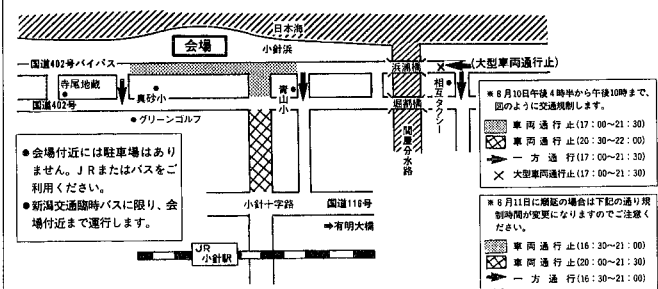 日本海
会場
小針浜
国道402号バイパス
浜浦橋
(大型車両通行止)
寺尾地蔵
真砂小
青山小
相互タクシー
国道402号
堀割橋
グリーンゴルフ
関屋分水路
●会場付近には駐車場はあり
ません。JRまたはバスをご
利用ください。
●新潟交通臨時バスに限り、会
場付近まで運行します。
小針十字路
国道116号
➡有明大橋
JR
小針駅
※8月10日午後4時半から午後10時まで、
図のように交通規制します。
車両通行止(17:00~21:30)
車両通行止(20:30~22:00)
一方通行(17:00~21:30)
大型車両通行止(17:00~21:30)
※8月11日に順延の場合は下記の通り規
制時間が変更になりますのでご注意く
ださい。
車両通行止(16:30~21:00)
車両通行止(20:00~21:30)
一方通行(16:30~21:00)